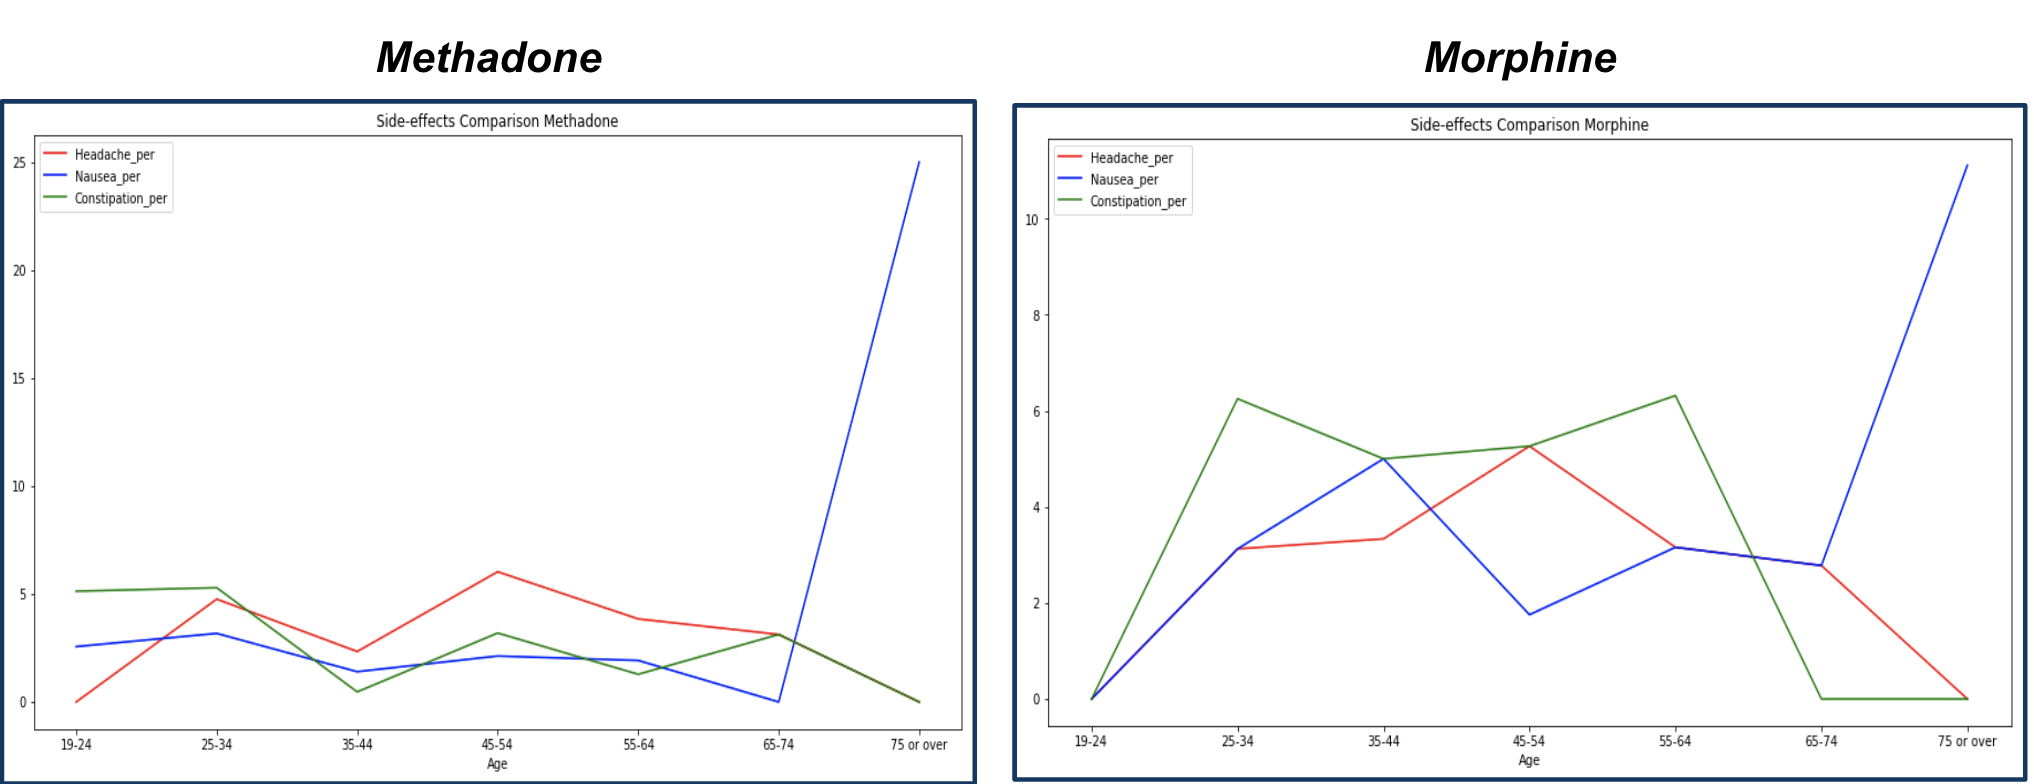 Methadone
Side-effects Comparison Methadone
Headache_per
Nausea_per
Constipation_per
25
20
15
10
5
0
19-24 25-34 35-44 45-54 55-64 65-74 75 or over
Age
Morphine
Side-effects Comparison Morphine
Headache_per
Nausea_per
Constipation_per
10
8
6
4
2
0
19-24 25-34 35-44 45-54 55-64 65-74 75 or over
Age